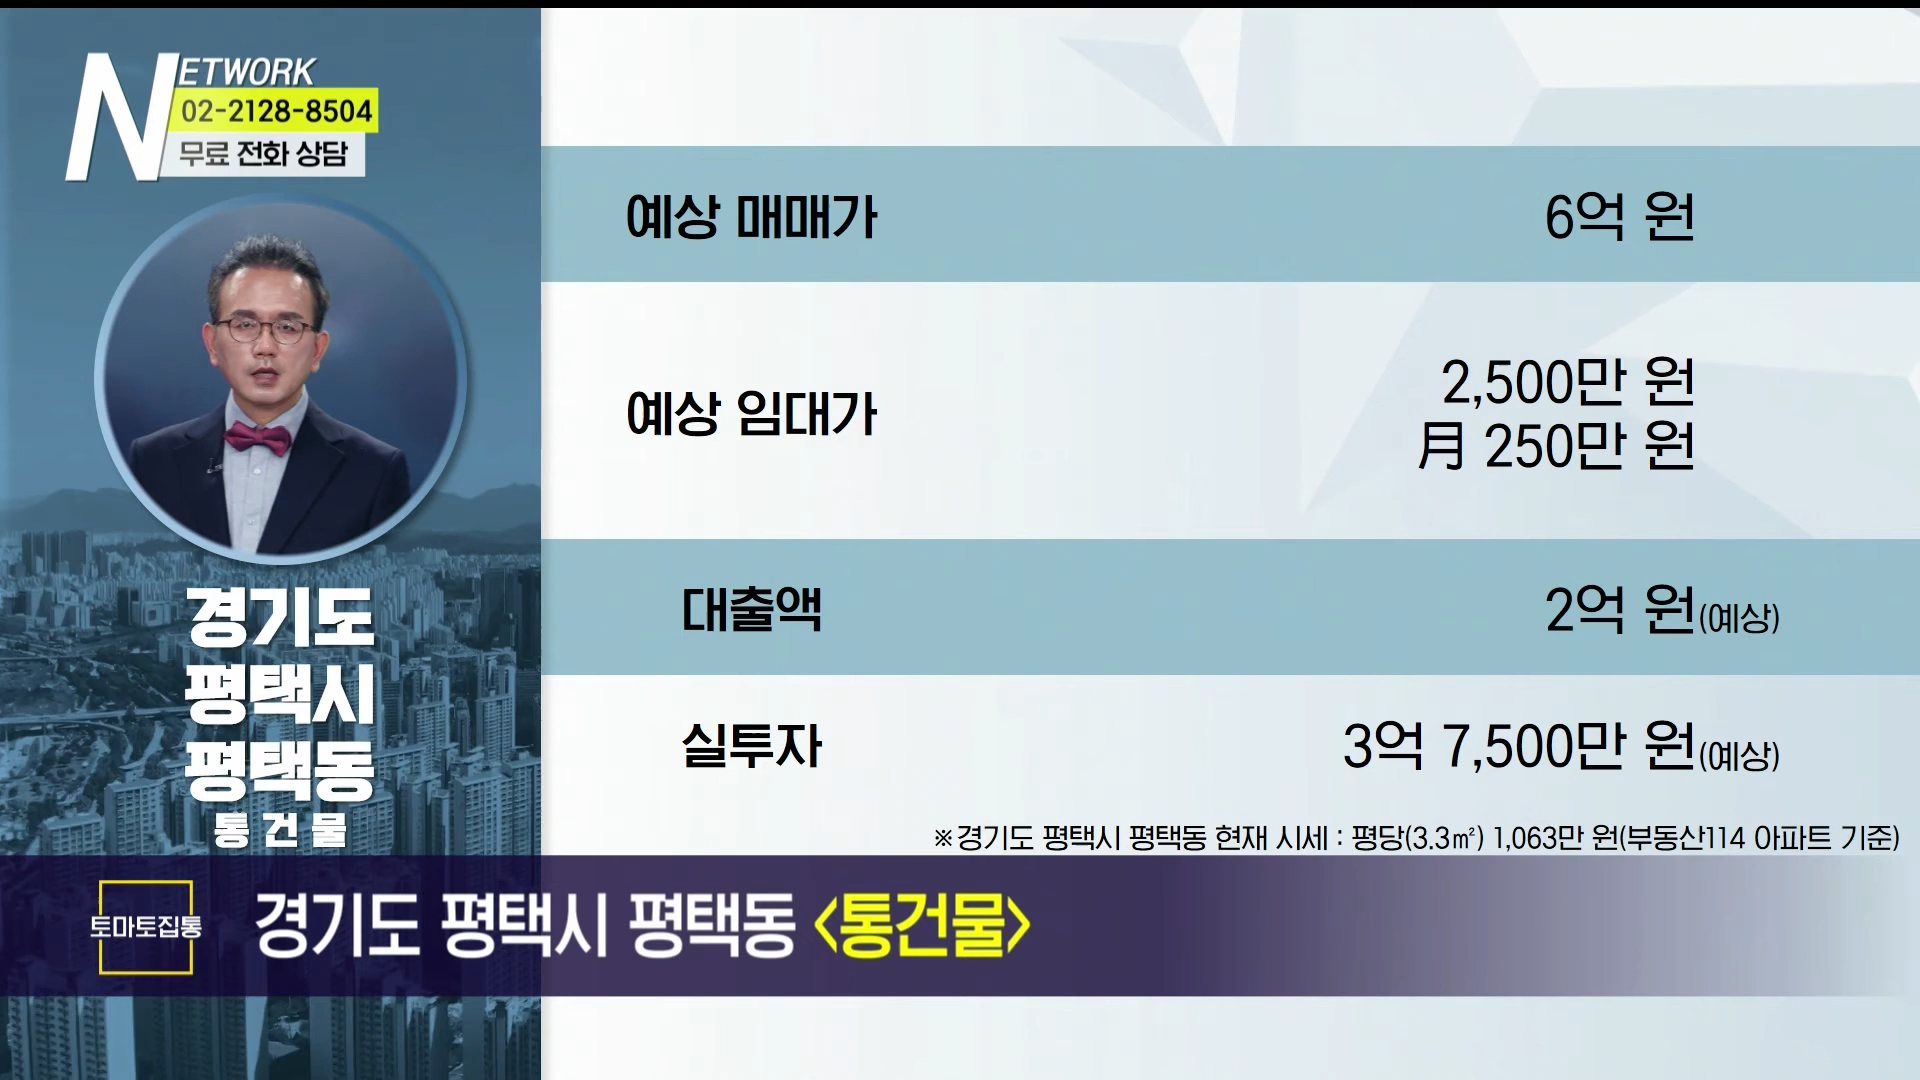 NETWORK
02-2128-8504
무료 전화 상담
예상 매매가 6억 원
예상 임대가 2,500만 원
月 250만 원
대출액 2억 원(예상)
실투자 3억 7,500만 원(예상)
※경기도 평택시 평택동 현재 시세 : 평당(3.3㎡) 1,063만 원(부동산114 아파트 기준)
경기도
평택시
평택동
통건물
토마토집통
경기도 평택시 평택동 <통건물>